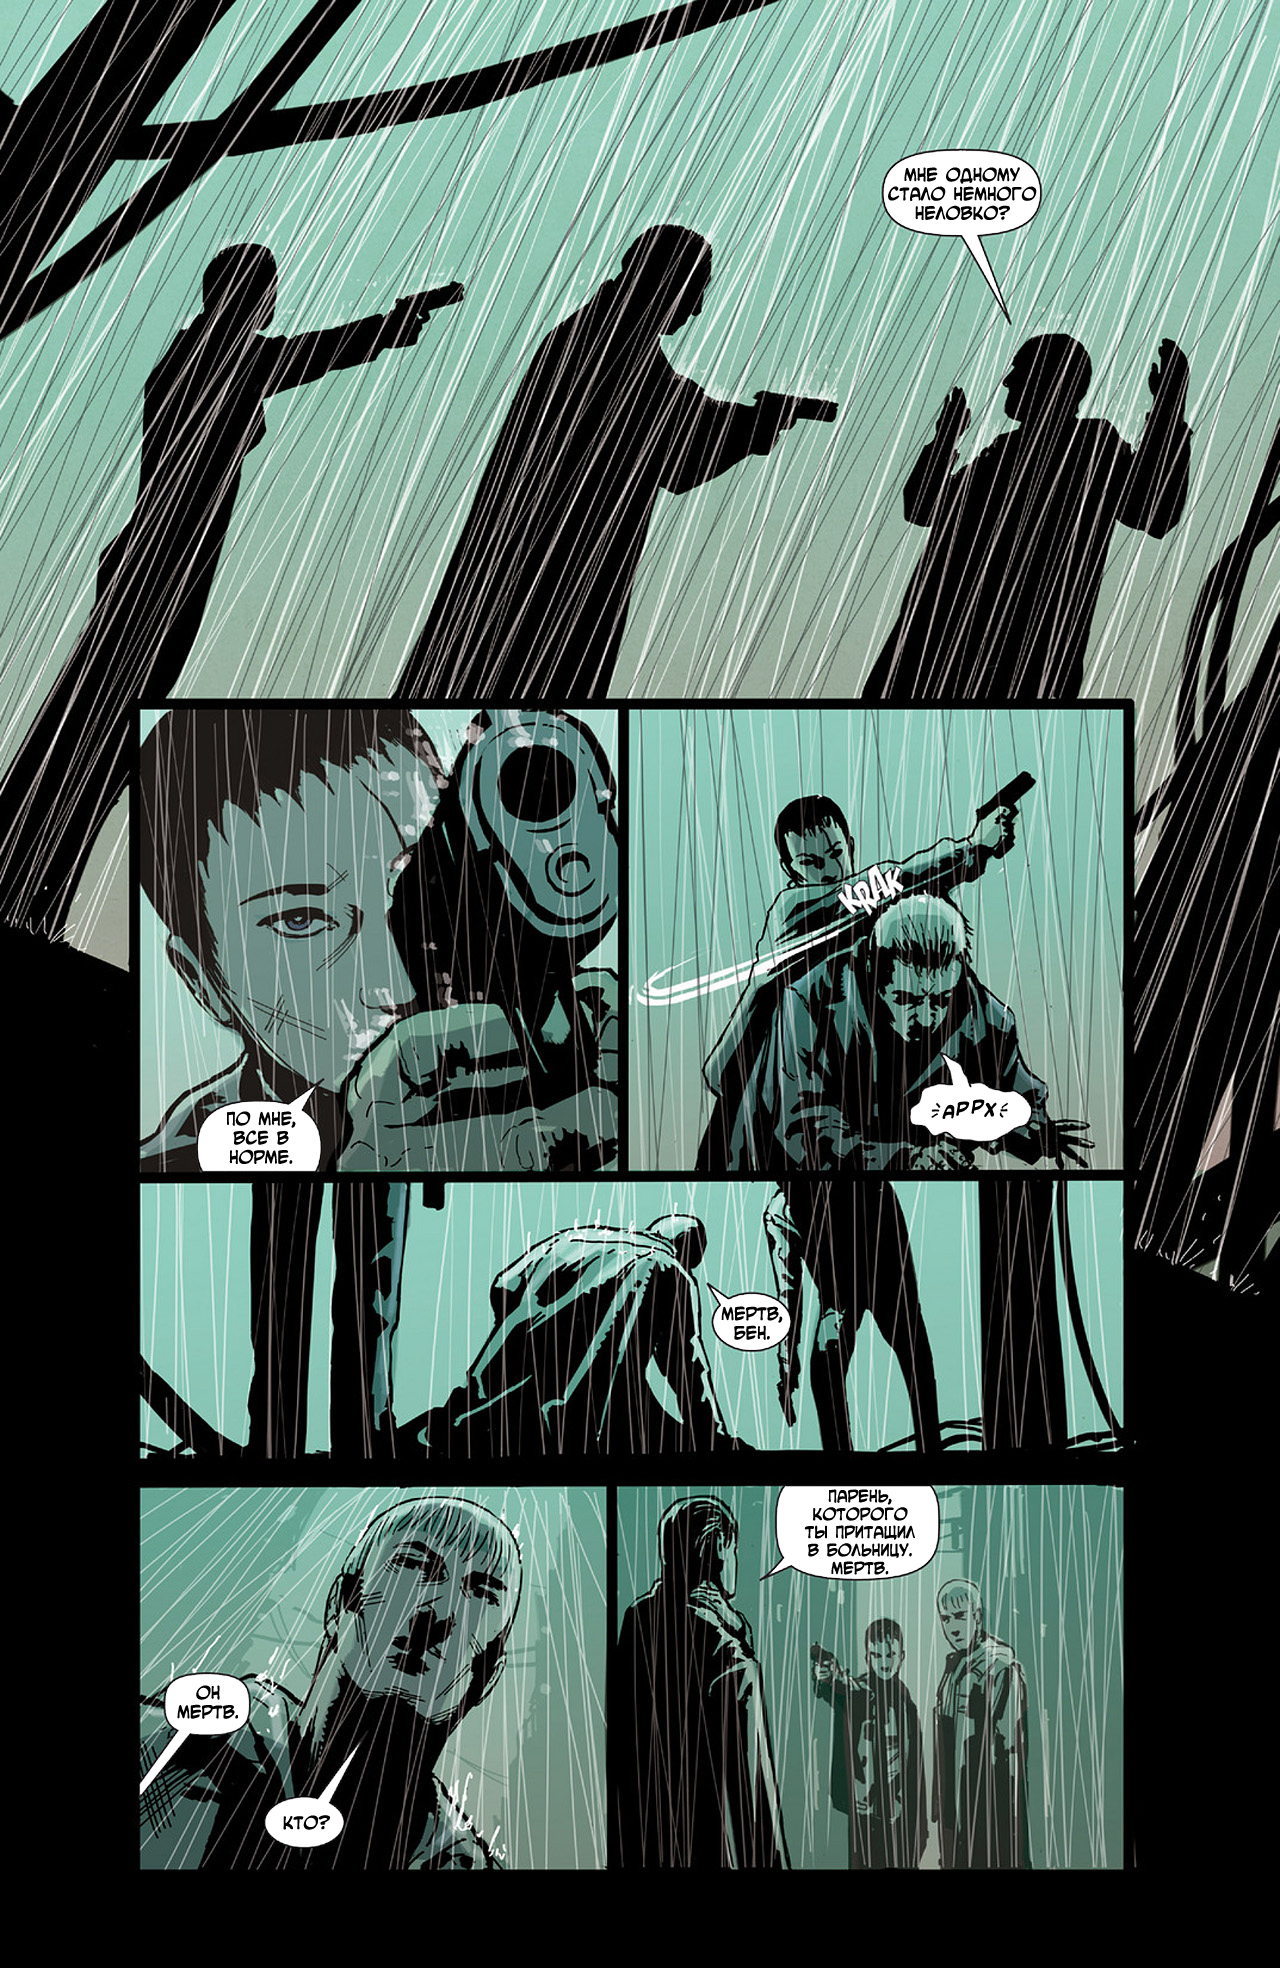 МНЕ ОДНОМУ
СТАЛО НЕМНОГО
НЕЛОВКО?
ПО МНЕ,
ВСЕ В
НОРМЕ.
KRAK
АРРХ
МЕРТВ,
БЕН.
ОН
МЕРТВ.
КТО?
ПАРЕНЬ,
КОТОРОГО
ТЫ ПРИТАЩИЛ
В БОЛЬНИЦУ.
МЕРТВ.